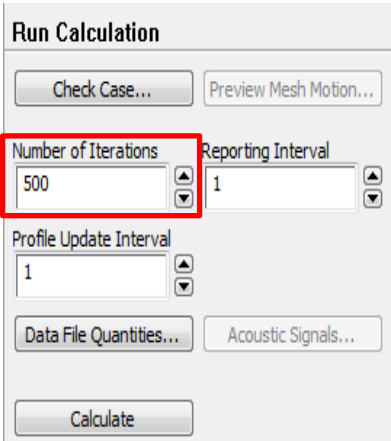 Run Calculation
Check Case... Preview Mesh Motion...
Number of Iterations Reporting Interval
500 1
Profile Update Interval
1
Data File Quantities... Acoustic Signals...
Calculate